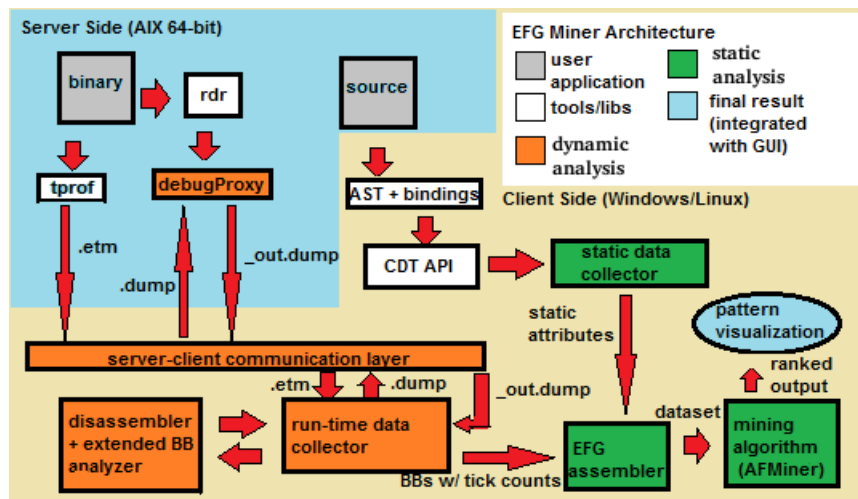 Server Side (AIX 64-bit)
binary
rdr
source
tprof
debugProxy
.etm
.dump
_out.dump
EFG Miner Architecture
user
application
tools/libs
dynamic
analysis
static
analysis
final result
(integrated
with GUI)
AST + bindings
Client Side (Windows/Linux)
CDT API
static data
collector
static
attributes
pattern
visualization
server-client communication layer
.etm
.dump
_out.dump
ranked
output
disassembler
+ extended BB
analyzer
run-time data
collector
BBs w/ tick counts
EFG
assembler
dataset
mining
algorithm
(AFMiner)